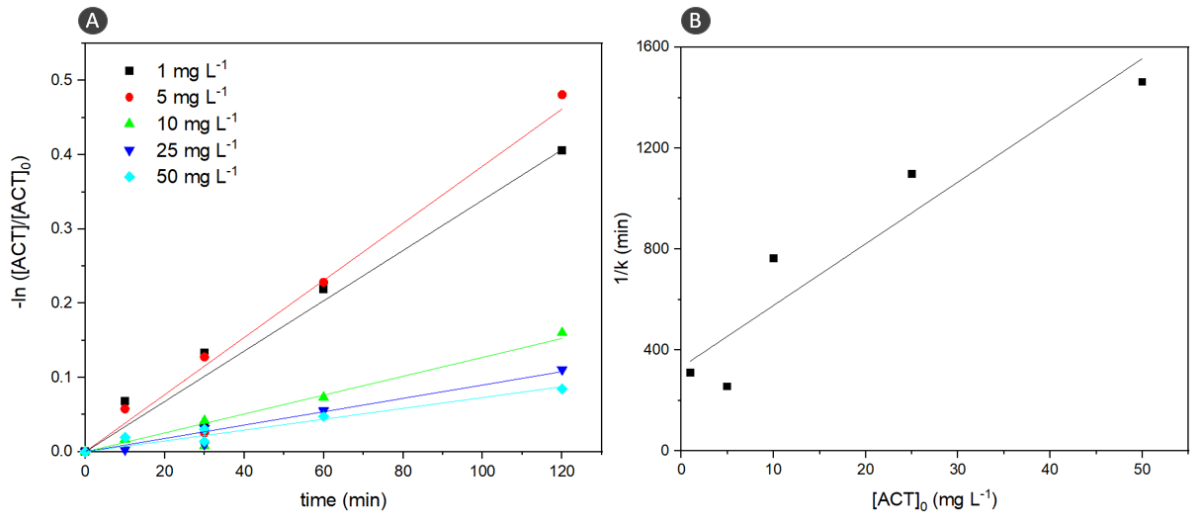 A
-ln ([ACT]/[ACT]₀)
0.5
0.4
0.3
0.2
0.1
0.0
1 mg L⁻¹
5 mg L⁻¹
10 mg L⁻¹
25 mg L⁻¹
50 mg L⁻¹
0 20 40 60 80 100 120
time (min)
B
1/k (min)
1600
1200
800
400
0
10 20 30 40 50
[ACT]₀ (mg L⁻¹)